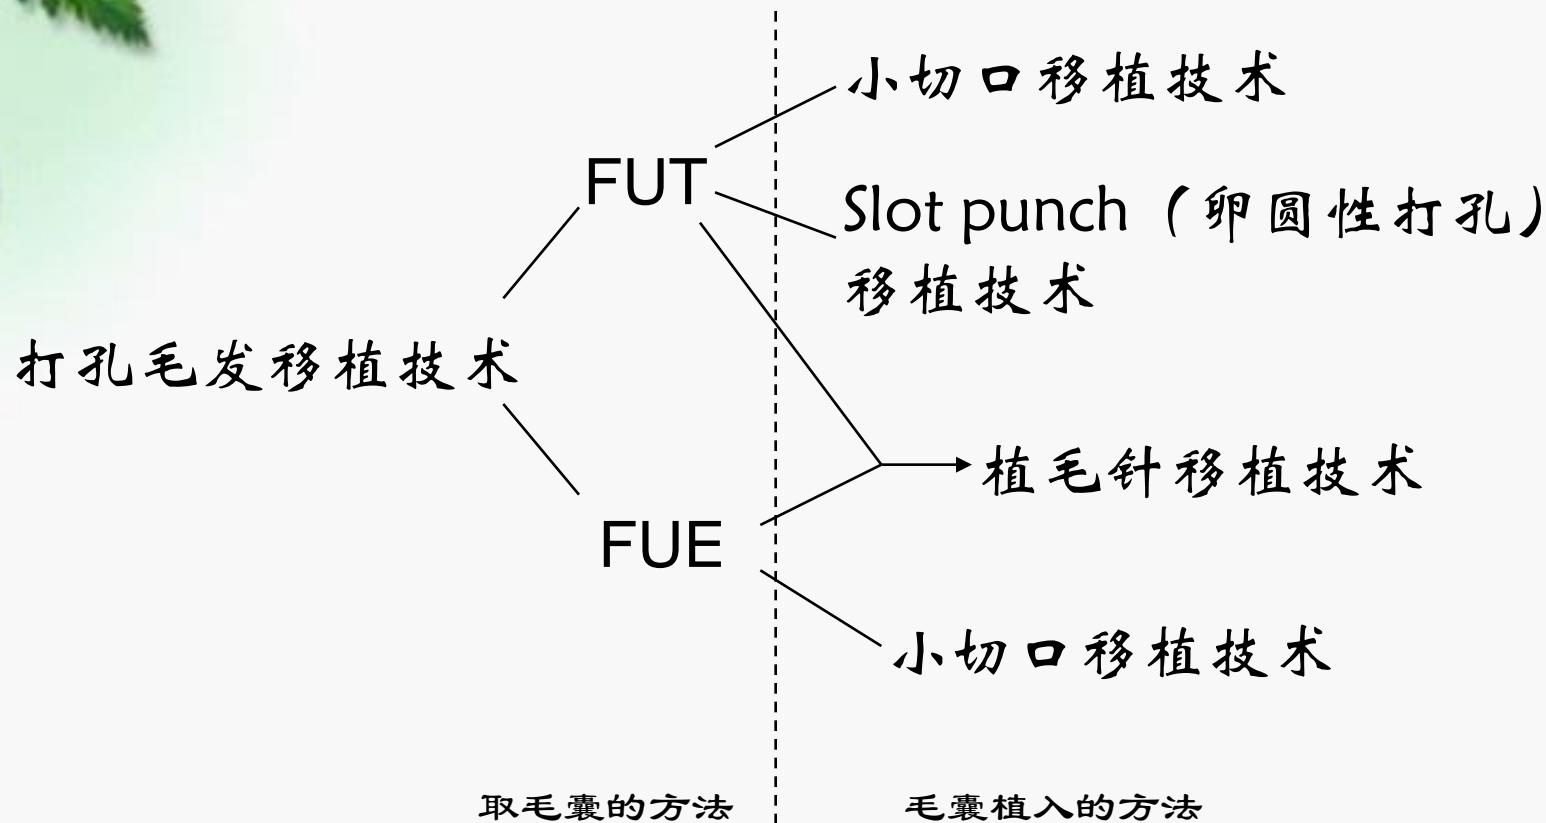 小切口移植技术
FUT
Slot punch（卵圆性打孔）
移植技术
打孔毛发移植技术
植毛针移植技术
FUE
小切口移植技术
取毛囊的方法
毛囊植入的方法